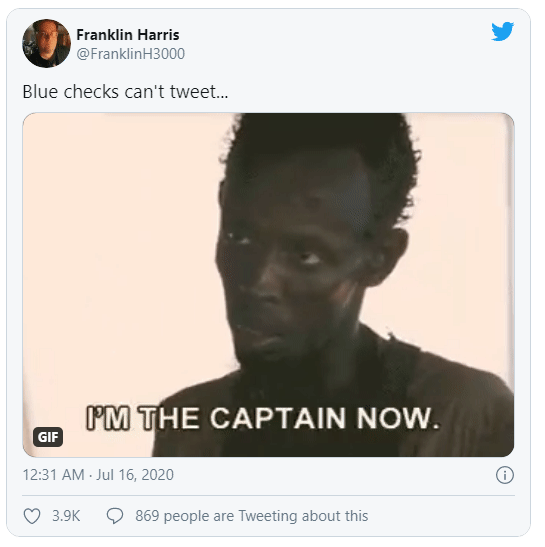 Franklin Harris
@FranklinH3000
Blue checks can't tweet...
I'M THE CAPTAIN NOW.
GIF
12:31 AM · Jul 16, 2020
3.9K 869 people are Tweeting about this